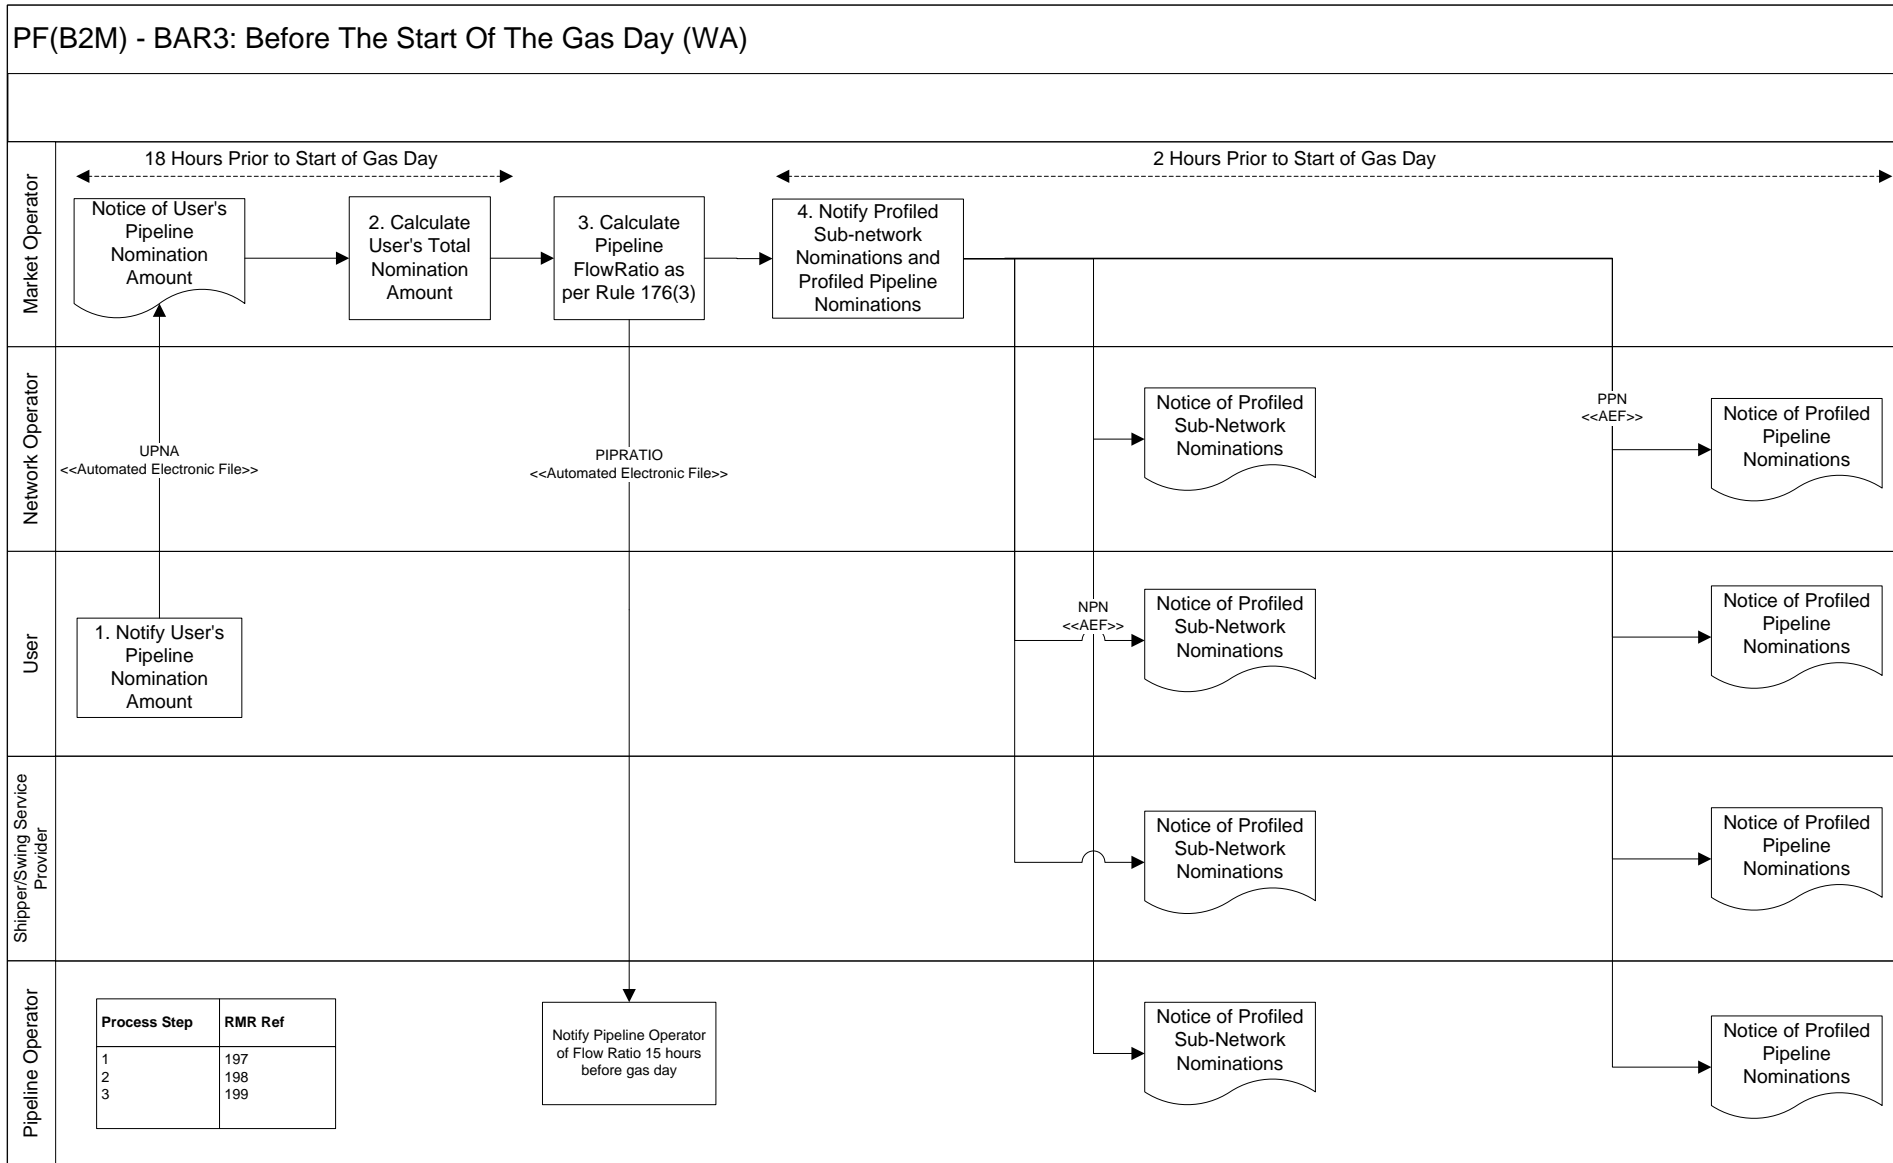 PF(B2M) - BAR3: Before The Start Of The Gas Day (WA)
Market Operator
18 Hours Prior to Start of Gas Day
2 Hours Prior to Start of Gas Day
Notice of User's
Pipeline
Nomination
Amount
2. Calculate
User's Total
Nomination
Amount
3. Calculate
Pipeline
FlowRatio as
per Rule 176(3)
4. Notify Profiled
Sub-network
Nominations and
Profiled Pipeline
Nominations
Network Operator
UPNA
<<Automated Electronic File>>
PIPRATIO
<<Automated Electronic File>>
Notice of Profiled
Sub-Network
Nominations
PPN
<<AEF>>
Notice of Profiled
Pipeline
Nominations
User
1. Notify User's
Pipeline
Nomination
Amount
NPN
<<AEF>>
Notice of Profiled
Sub-Network
Nominations
Notice of Profiled
Pipeline
Nominations
Shipper/Swing Service
Provider
Notice of Profiled
Sub-Network
Nominations
Notice of Profiled
Pipeline
Nominations
Pipeline Operator
Process Step RMR Ref
1 197
2 198
3 199
Notify Pipeline Operator
of Flow Ratio 15 hours
before gas day
Notice of Profiled
Sub-Network
Nominations
Notice of Profiled
Pipeline
Nominations